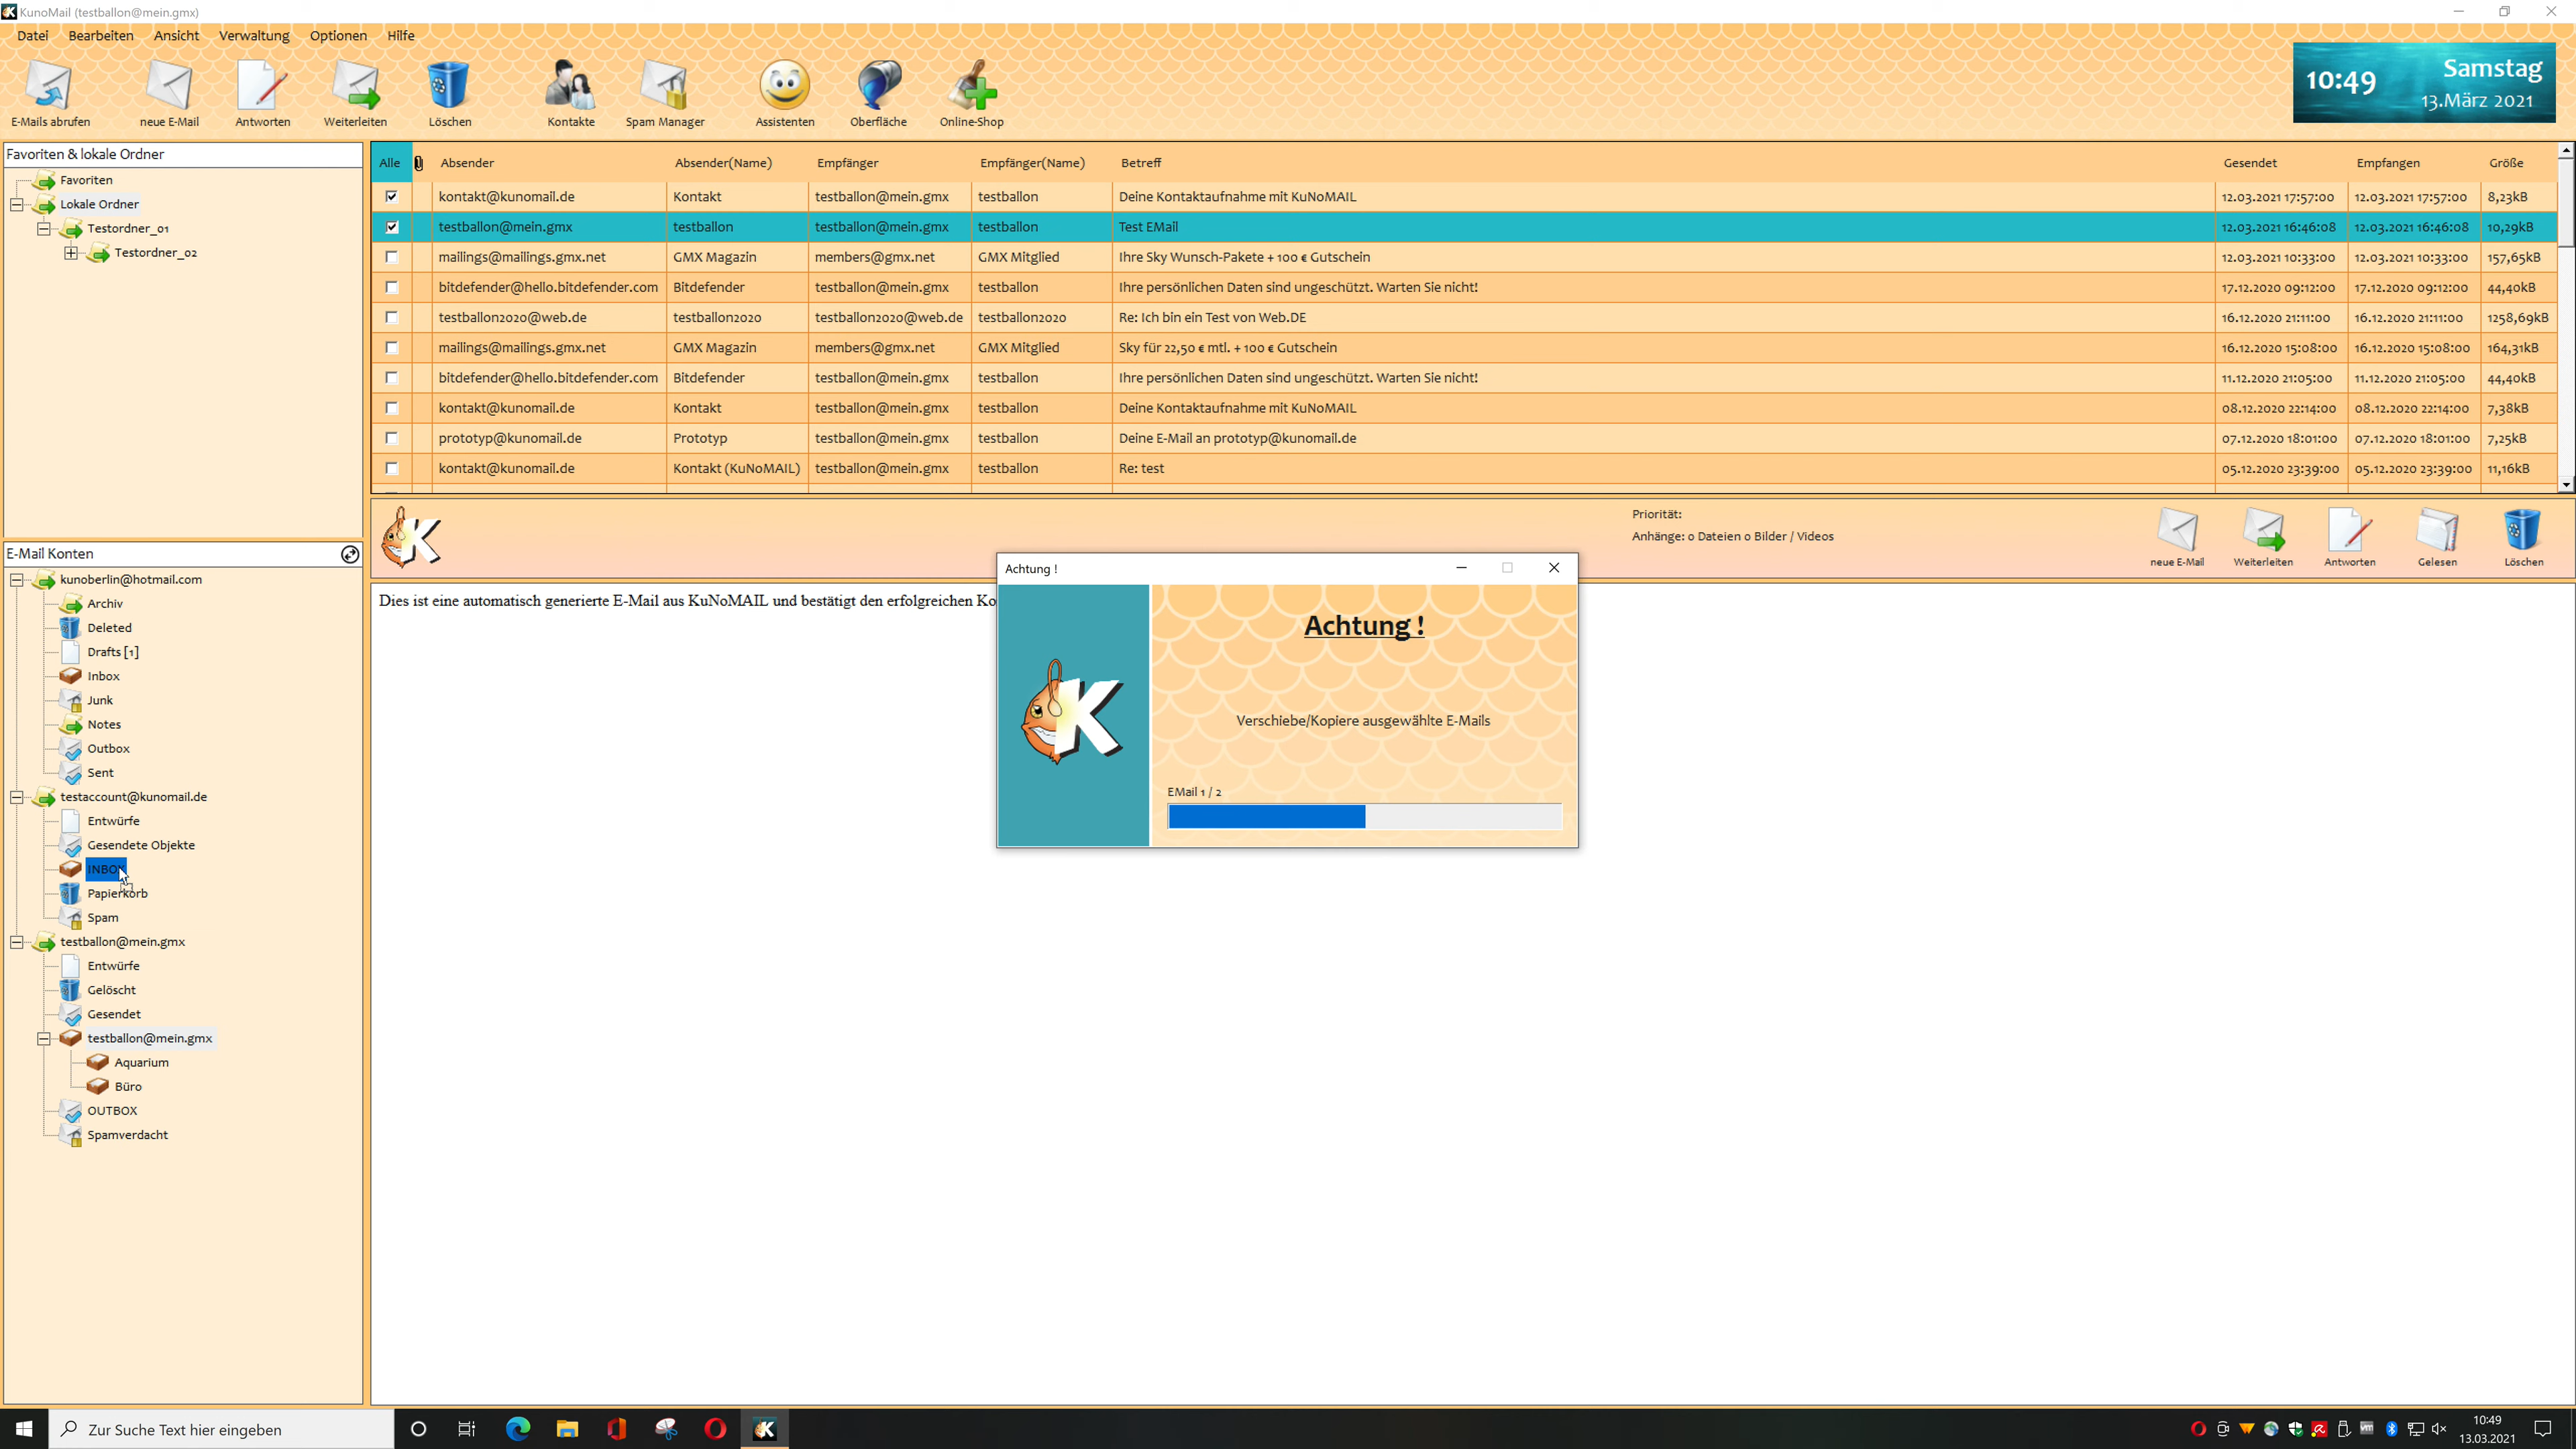 KunoMail (testballon@mein.gmx)
Datei Bearbeiten Ansicht Verwaltung Optionen Hilfe
E-Mails abrufen neue E-Mail Antworten Weiterleiten Löschen Kontakte Spam Manager Assistenten Oberfläche Online-Shop
10:49 Samstag
13.März 2021
Favoriten & lokale Ordner
Favoriten
Lokale Ordner
Testordner_01
Testordner_02
Alle Absender Absender(Name) Empfänger Empfänger(Name) Betreff Gesendet Empfangen Größe
kontakt@kunomail.de Kontakt testballon@mein.gmx testballon Deine Kontaktaufnahme mit KuNoMAIL 12.03.2021 17:57:00 12.03.2021 17:57:00 8,23kB
testballon@mein.gmx testballon testballon@mein.gmx testballon Test EMail 12.03.2021 16:46:08 12.03.2021 16:46:08 10,29kB
mailings@mailings.gmx.net GMX Magazin members@gmx.net GMX Mitglied Ihre Sky Wunsch-Pakete + 100 € Gutschein 12.03.2021 10:33:00 12.03.2021 10:33:00 157,65kB
bitdefender@hello.bitdefender.com Bitdefender testballon@mein.gmx testballon Ihre persönlichen Daten sind ungeschützt. Warten Sie nicht! 17.12.2020 09:12:00 17.12.2020 09:12:00 44,40kB
testballon2020@web.de testballon2020 testballon2020@web.de testballon2020 Re: Ich bin ein Test von Web.DE 16.12.2020 21:11:00 16.12.2020 21:11:00 1258,69kB
mailings@mailings.gmx.net GMX Magazin members@gmx.net GMX Mitglied Sky für 22,50 € mtl. + 100 € Gutschein 16.12.2020 15:08:00 16.12.2020 15:08:00 164,31kB
bitdefender@hello.bitdefender.com Bitdefender testballon@mein.gmx testballon Ihre persönlichen Daten sind ungeschützt. Warten Sie nicht! 11.12.2020 21:05:00 11.12.2020 21:05:00 44,40kB
kontakt@kunomail.de Kontakt testballon@mein.gmx testballon Deine Kontaktaufnahme mit KuNoMAIL 08.12.2020 22:14:00 08.12.2020 22:14:00 7,38kB
prototyp@kunomail.de Prototyp testballon@mein.gmx testballon Deine E-Mail an prototyp@kunomail.de 07.12.2020 18:01:00 07.12.2020 18:01:00 7,25kB
kontakt@kunomail.de Kontakt (KuNoMAIL) testballon@mein.gmx testballon Re: test 05.12.2020 23:39:00 05.12.2020 23:39:00 11,16kB
K
Priorität:
Anhänge: 0 Dateien 0 Bilder / Videos
neue E-Mail Weiterleiten Antworten Gelesen Löschen
Dies ist eine automatisch generierte E-Mail aus KuNoMAIL und bestätigt den erfolgreichen Ko
Achtung !
Achtung !
K
Verschiebe/Kopiere ausgewählte E-Mails
EMail 1 / 2
E-Mail Konten
kunoberlin@hotmail.com
Archiv
Deleted
Drafts [1]
Inbox
Junk
Notes
Outbox
Sent
testaccount@kunomail.de
Entwürfe
Gesendete Objekte
INBOX
Papierkorb
Spam
testballon@mein.gmx
Entwürfe
Gelöscht
Gesendet
testballon@mein.gmx
Aquarium
Büro
OUTBOX
Spamverdacht
Zur Suche Text hier eingeben
10:49
13.03.2021